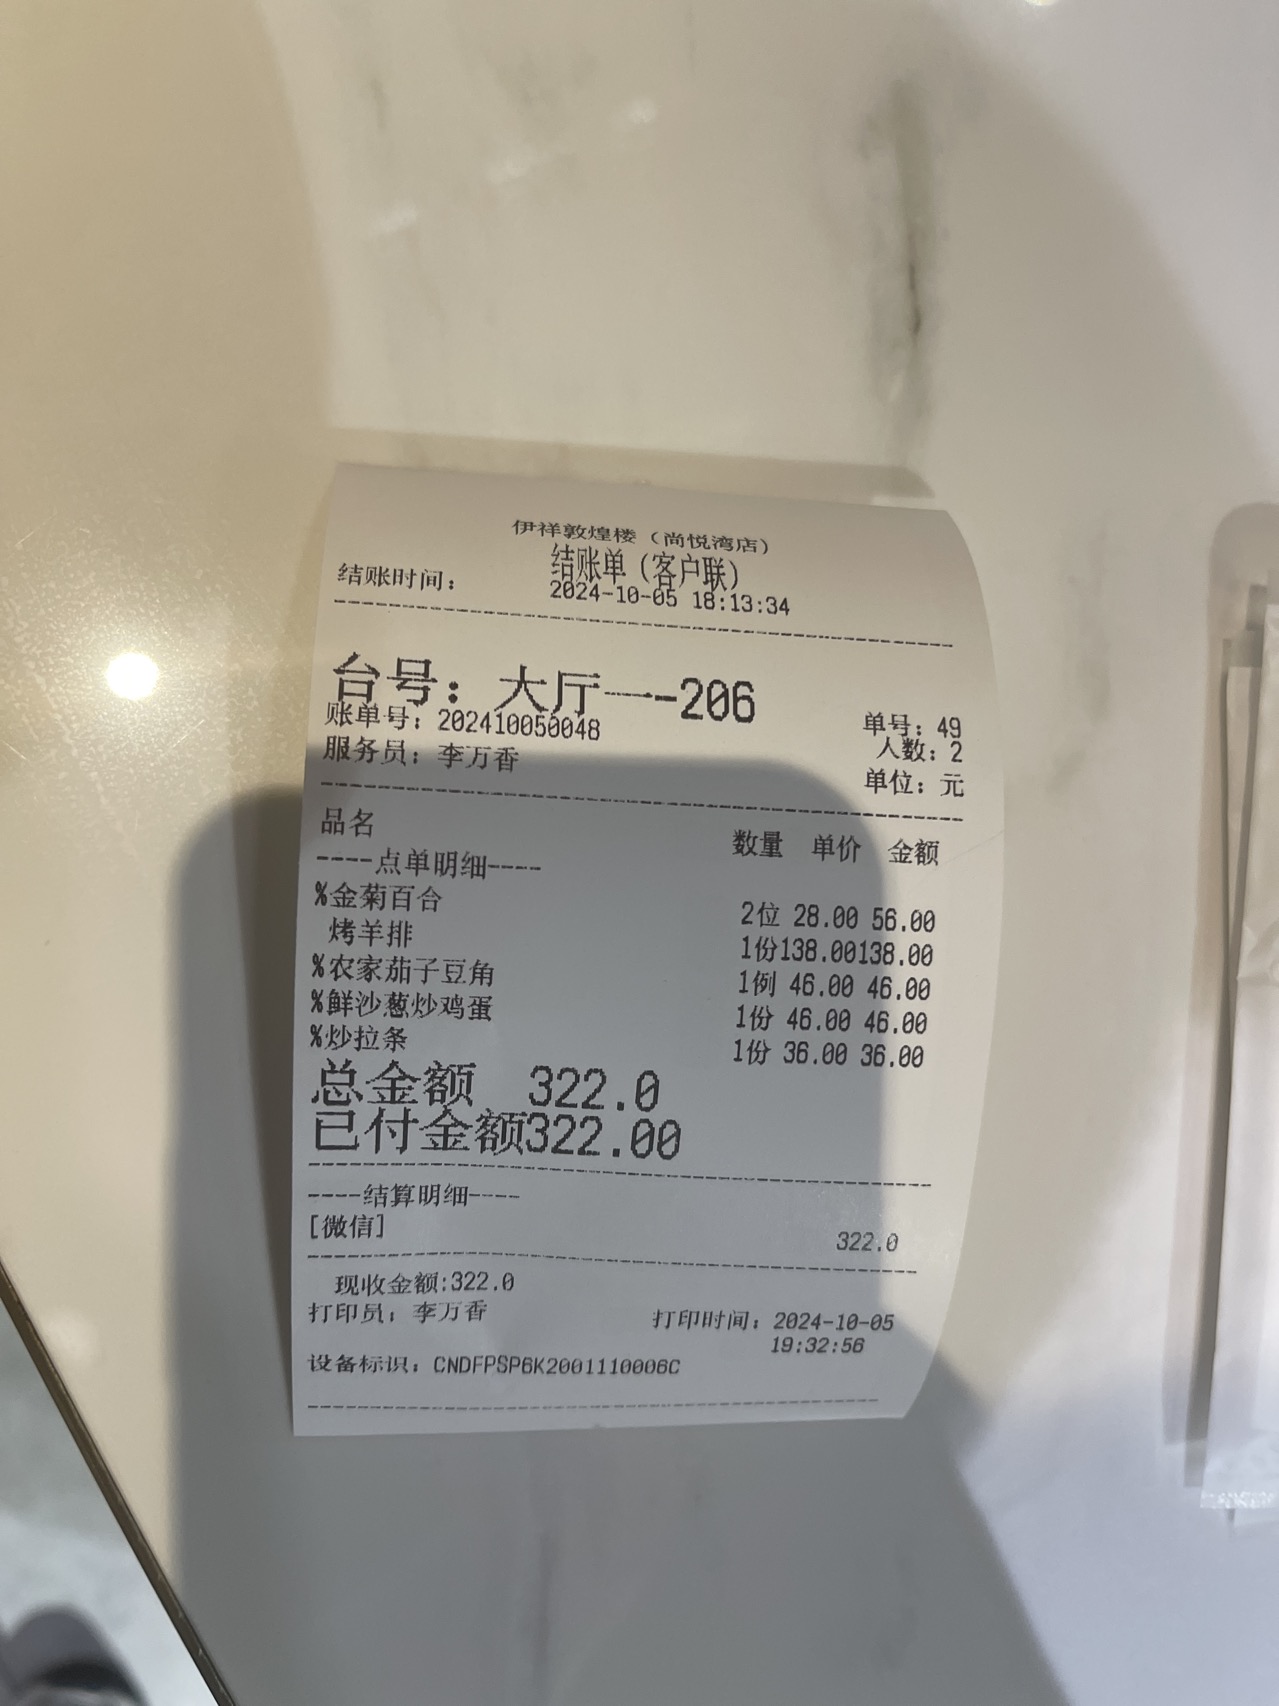 伊祥敦煌楼（尚悦湾店）
结账单（客户联）
结账时间： 2024-10-05 18:13:34
台号：大厅一-206
账单号：202410050048 单号：49
服务员：李万香 人数：2
单位：元
品名 数量 单价 金额
----点单明细----
%金菊百合 2位 28.00 56.00
烤羊排 1份138.00138.00
%农家茄子豆角 1例 46.00 46.00
%鲜沙葱炒鸡蛋 1份 46.00 46.00
%炒拉条 1份 36.00 36.00
总金额 322.0
已付金额322.00
----结算明细----
[微信] 322.0
现收金额:322.0
打印员：李万香 打印时间：2024-10-05
19:32:56
设备标识：CNDFPSP6K2001110006C